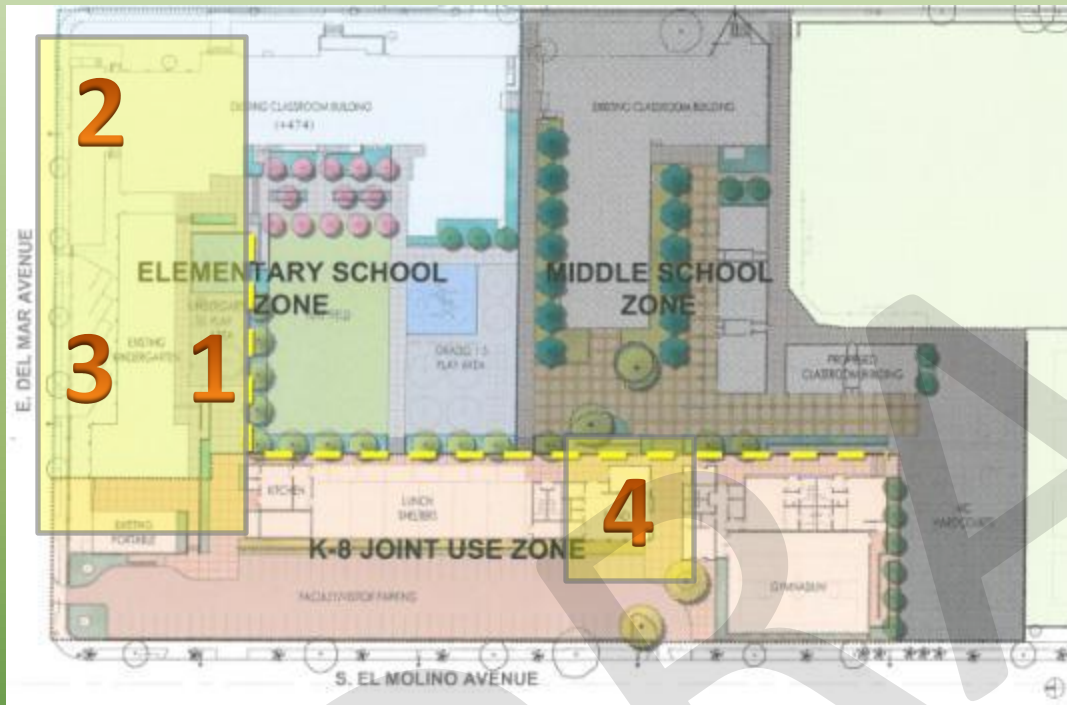 2
EXISTING CLASSROOM BUILDING
(+474)
EXISTING CLASSROOM BUILDING
E. DEL MAR AVENUE
ELEMENTARY SCHOOL
ZONE
MIDDLE SCHOOL
ZONE
3
1
EXISTING
KINDERGARTEN
GRADES 1-5
PLAY AREA
PROPOSED
CLASSROOM BUILDING
4
KITCHEN
LUNCH
SHELTERS
EXISTING
PORTABLE
K-8 JOINT USE ZONE
HARDCOURTS
GYMNASIUM
FACULTY/VISITOR PARKING
S. EL MOLINO AVENUE